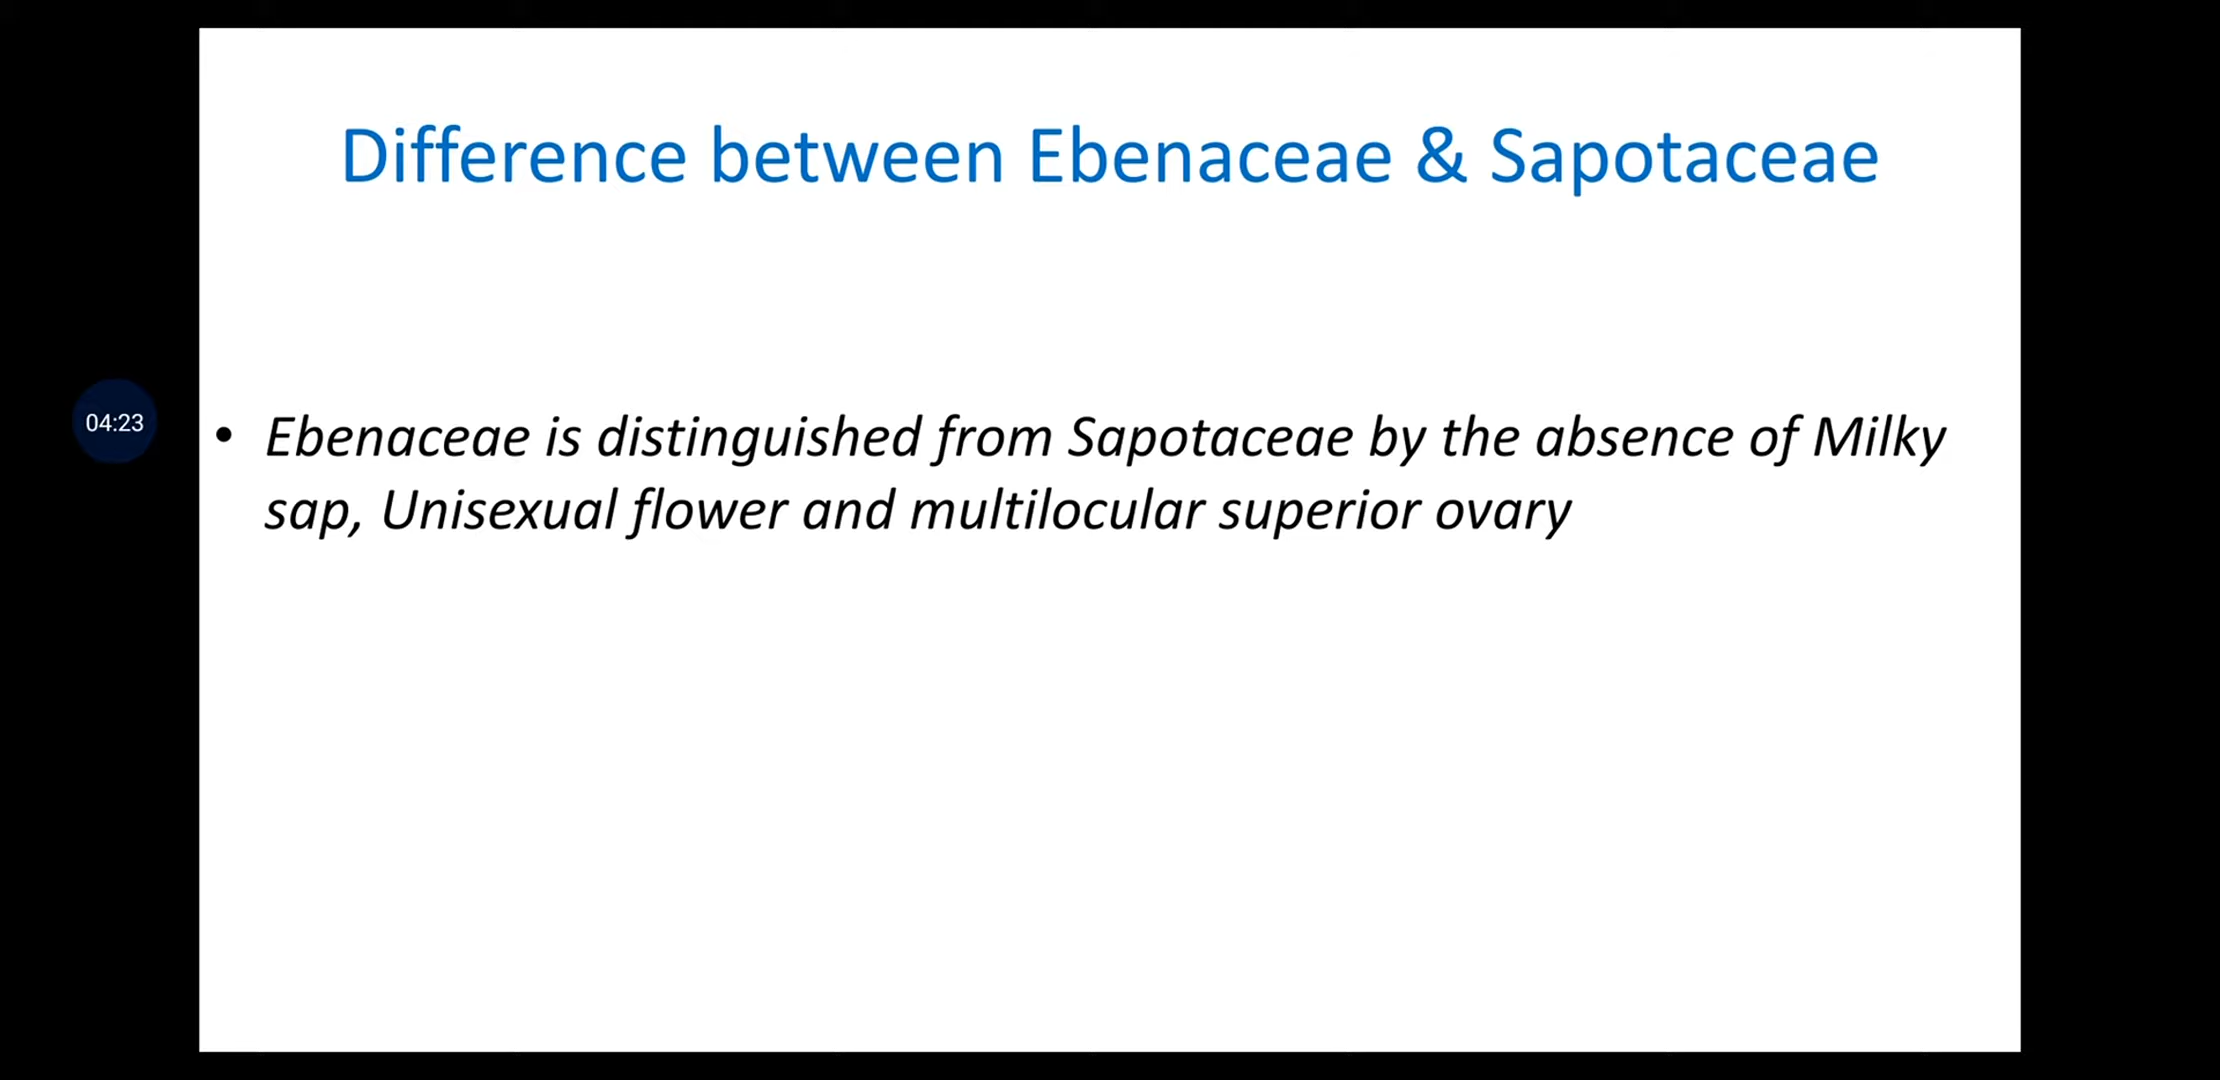 Difference between Ebenaceae & Sapotaceae
04:23
• Ebenaceae is distinguished from Sapotaceae by the absence of Milky
sap, Unisexual flower and multilocular superior ovary